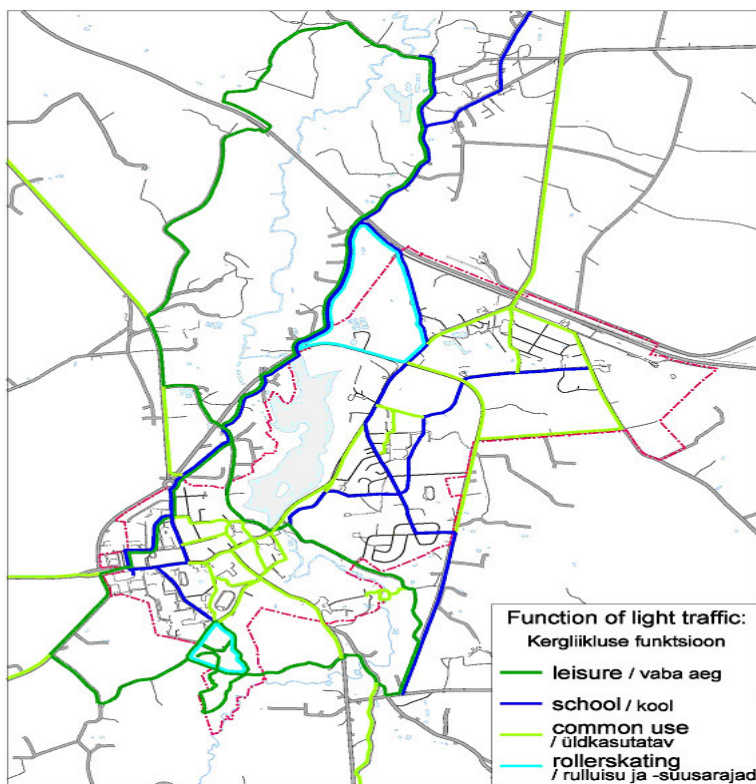 Function of light traffic:
Kergliikluse funktsioon
leisure / vaba aeg
school / kool
common use
/ üldkasutatav
rollerskating
/ rulluisu ja -suusarajad